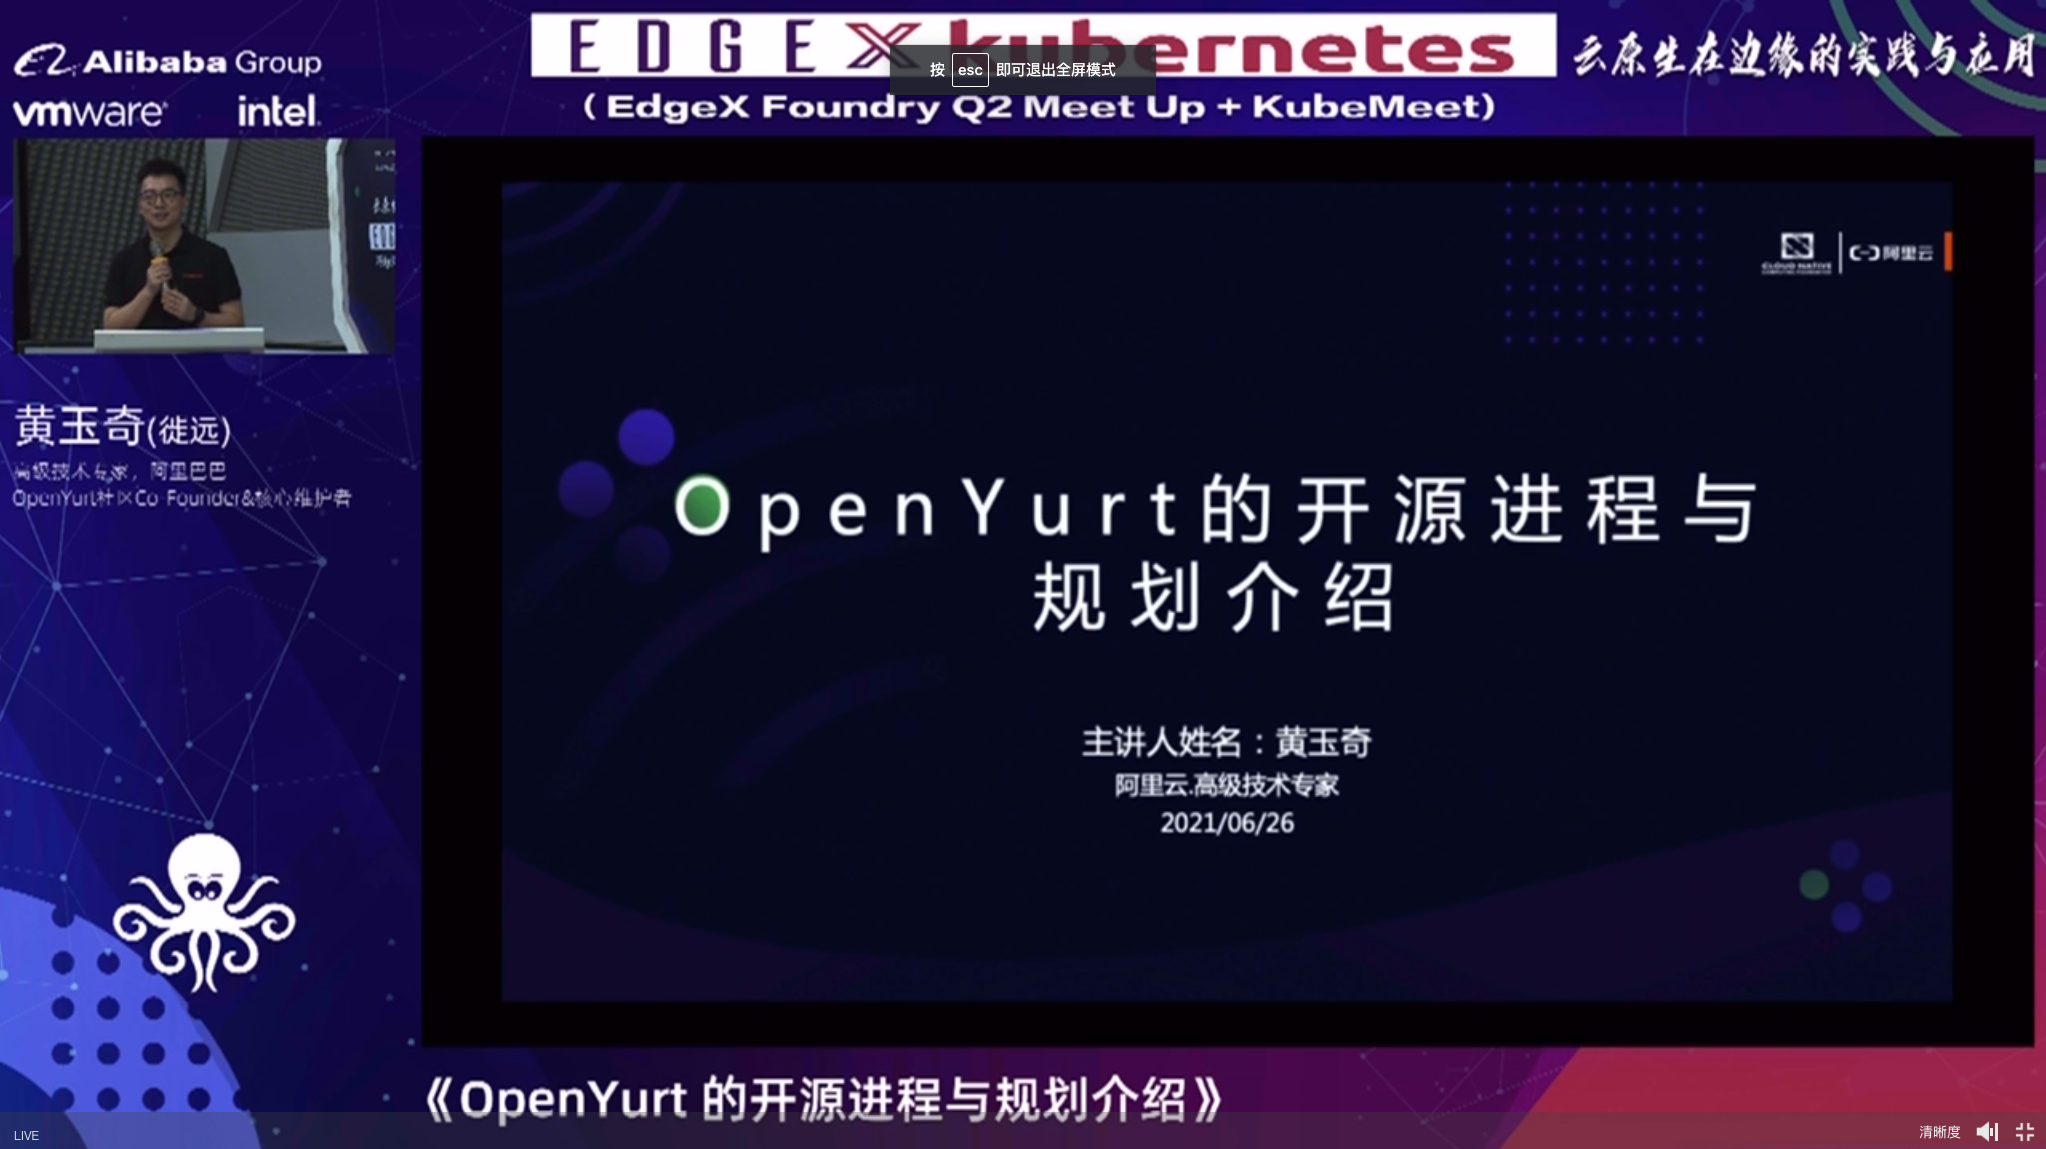 EDGE X kubernetes
云原生在边缘的实践与应用
Alibaba Group
vmware intel
按 esc 即可退出全屏模式
( EdgeX Foundry Q2 Meet Up + KubeMeet)
CLOUD NATIVE
COMPUTING FOUNDATION
阿里云
黄玉奇(徙远)
高级技术专家，阿里巴巴
OpenYurt社区Co-Founder&核心维护者
OpenYurt的开源进程与
规划介绍
主讲人姓名：黄玉奇
阿里云.高级技术专家
2021/06/26
《OpenYurt 的开源进程与规划介绍》
LIVE
清晰度